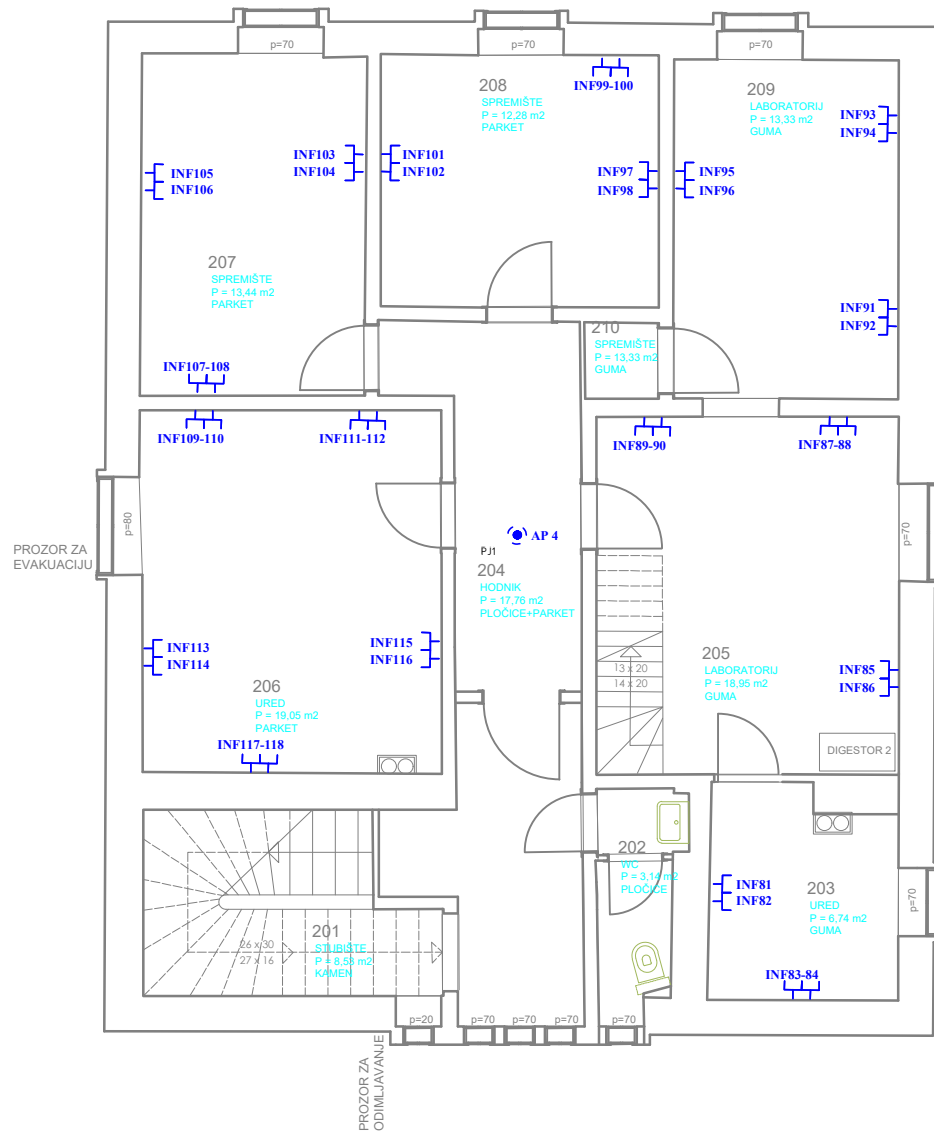 p=70
p=70
p=70
208
SPREMIŠTE
P = 12,28 m2
PARKET
INF99-100
209
LABORATORIJ
P = 13,33 m2
GUMA
INF93
INF94
INF103
INF104
INF101
INF102
INF105
INF106
INF97
INF98
INF95
INF96
207
SPREMIŠTE
P = 13,44 m2
PARKET
INF91
INF92
210
SPREMIŠTE
P = 13,33 m2
GUMA
INF107-108
INF109-110
INF111-112
INF89-90
INF87-88
PROZOR ZA
EVAKUACIJU
p=80
p=70
AP 4
PJ1
204
HODNIK
P = 17,76 m2
PLOČICE+PARKET
INF113
INF114
INF115
INF116
13 x 20
14 x 20
205
LABORATORIJ
P = 18,95 m2
GUMA
INF85
INF86
206
URED
P = 19,05 m2
PARKET
INF117-118
DIGESTOR 2
202
WC
P = 3,14 m2
PLOČICE
INF81
INF82
203
URED
P = 6,74 m2
GUMA
p=70
201
STUBIŠTE
P = 8,53 m2
KAMEN
26 x 30
27 x 16
INF83-84
p=20
p=70
p=70
p=70
p=70
PROZOR ZA
ODIMLJAVANJE